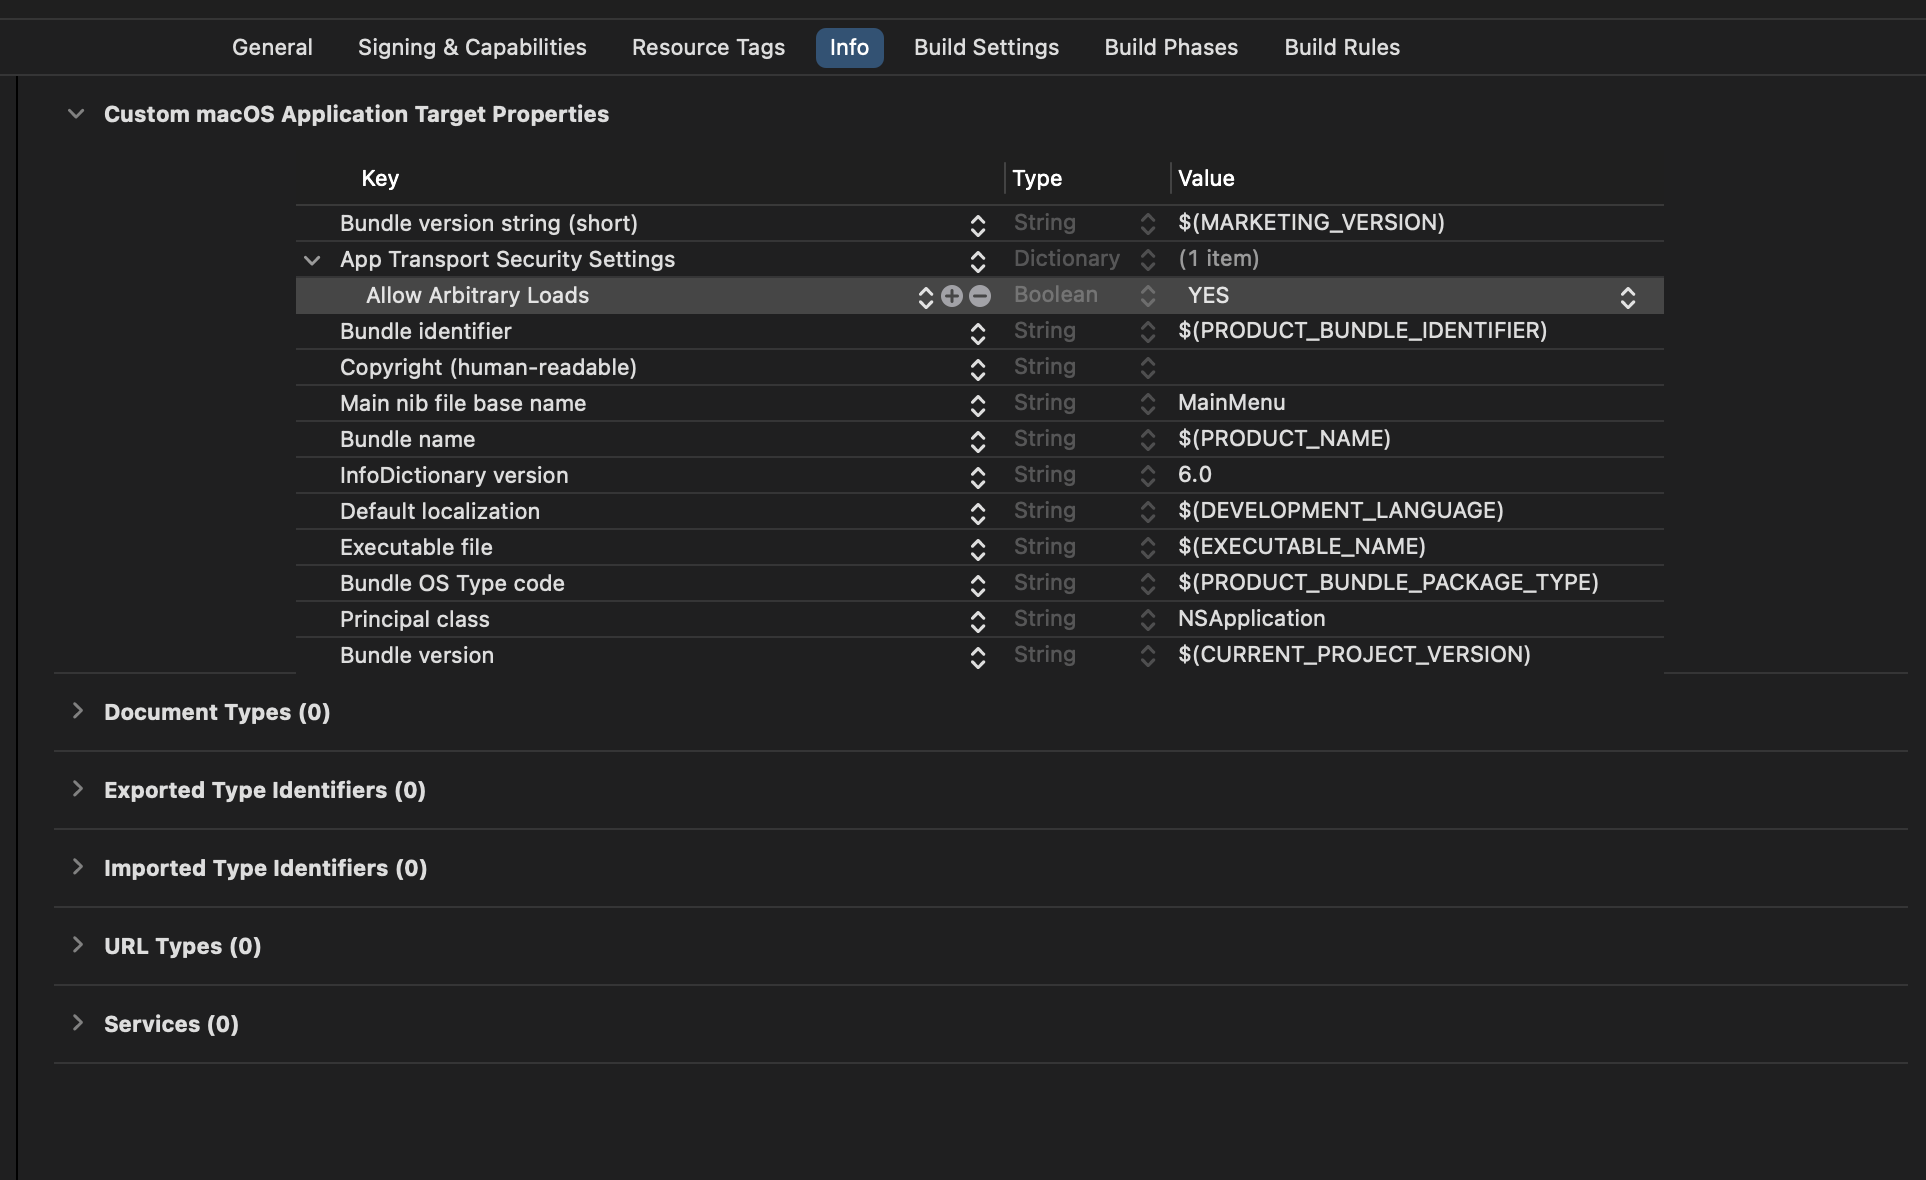 General Signing & Capabilities Resource Tags Info Build Settings Build Phases Build Rules
Custom macOS Application Target Properties
Key Type Value
Bundle version string (short) String $(MARKETING_VERSION)
App Transport Security Settings Dictionary (1 item)
Allow Arbitrary Loads Boolean YES
Bundle identifier String $(PRODUCT_BUNDLE_IDENTIFIER)
Copyright (human-readable) String
Main nib file base name String MainMenu
Bundle name String $(PRODUCT_NAME)
InfoDictionary version String 6.0
Default localization String $(DEVELOPMENT_LANGUAGE)
Executable file String $(EXECUTABLE_NAME)
Bundle OS Type code String $(PRODUCT_BUNDLE_PACKAGE_TYPE)
Principal class String NSApplication
Bundle version String $(CURRENT_PROJECT_VERSION)
Document Types (0)
Exported Type Identifiers (0)
Imported Type Identifiers (0)
URL Types (0)
Services (0)